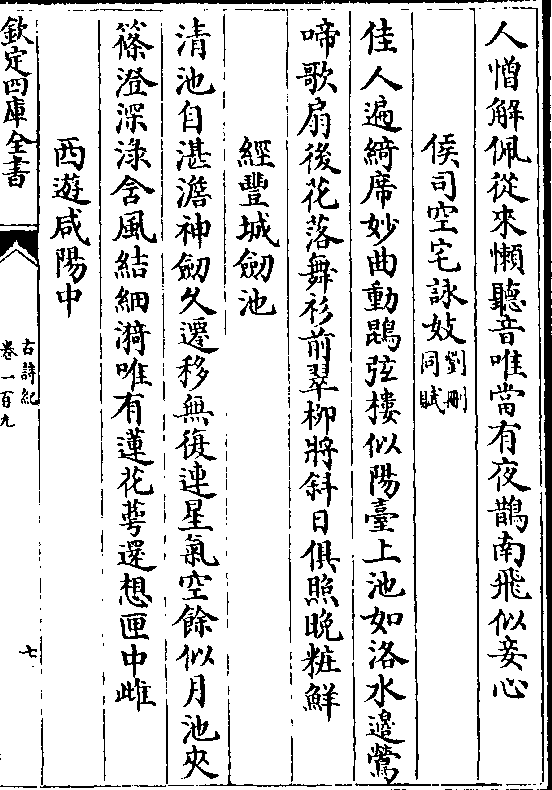 人憎解佩從來懶聽音唯當有夜鵲南飛似妾心
侯司空宅詠妓劉刪同賦
佳人遍綺席妙曲動鵾弦樓似陽臺上池如洛水邊鶯
啼歌扇後花落舞衫前翠柳將斜日俱照晚粧鮮
經豐城劒池
清池自湛澹神劒久遷移無復連星氣空餘似月池夾
篠澄深淥含風結細漪唯有蓮花萼還想匣中雌
西遊咸陽中
欽定四庫全書
古詩紀
卷一百九
七